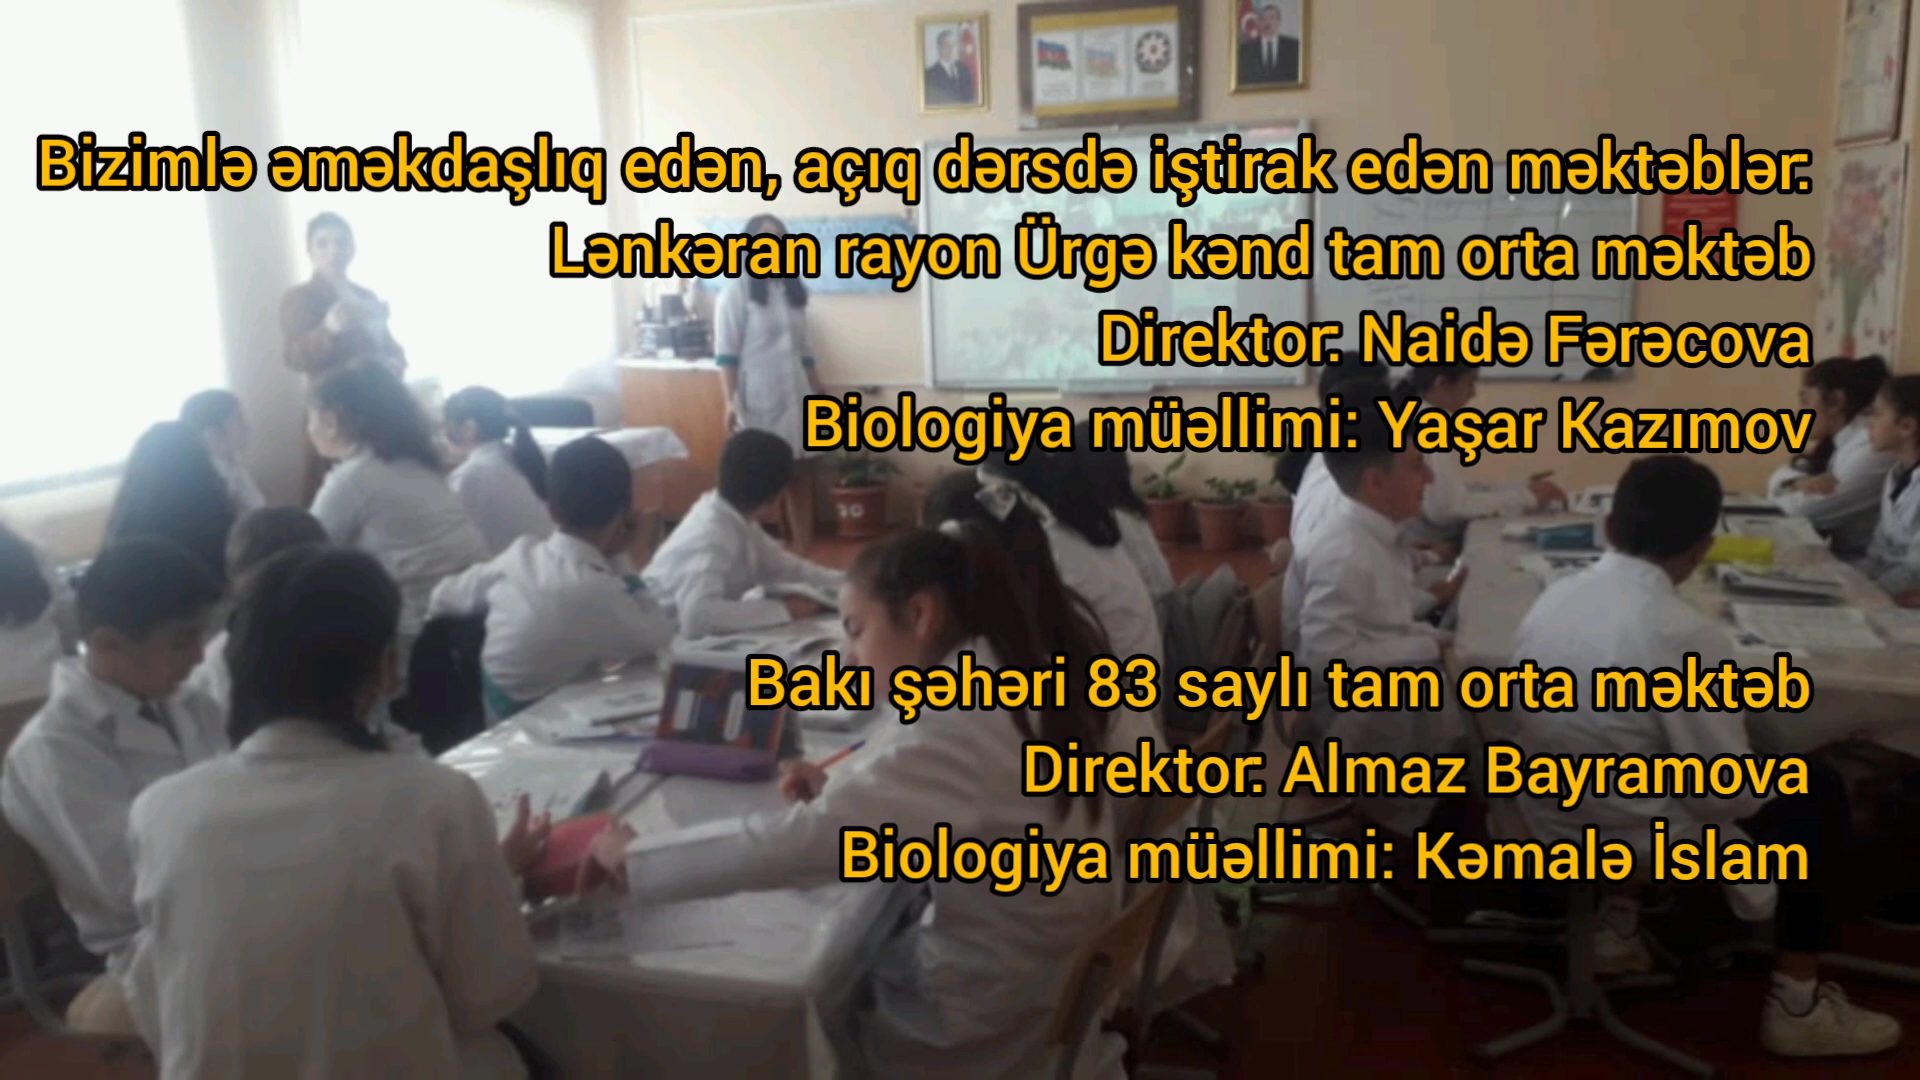 Bizimlə əməkdaşlıq edən, açıq dərsdə iştirak edən məktəblər:
Lənkəran rayon Ürgə kənd tam orta məktəb
Direktor: Naidə Fərəcova
Biologiya müəllimi: Yaşar Kazımov
Bakı şəhəri 83 saylı tam orta məktəb
Direktor: Almaz Bayramova
Biologiya müəllimi: Kəmalə İslam